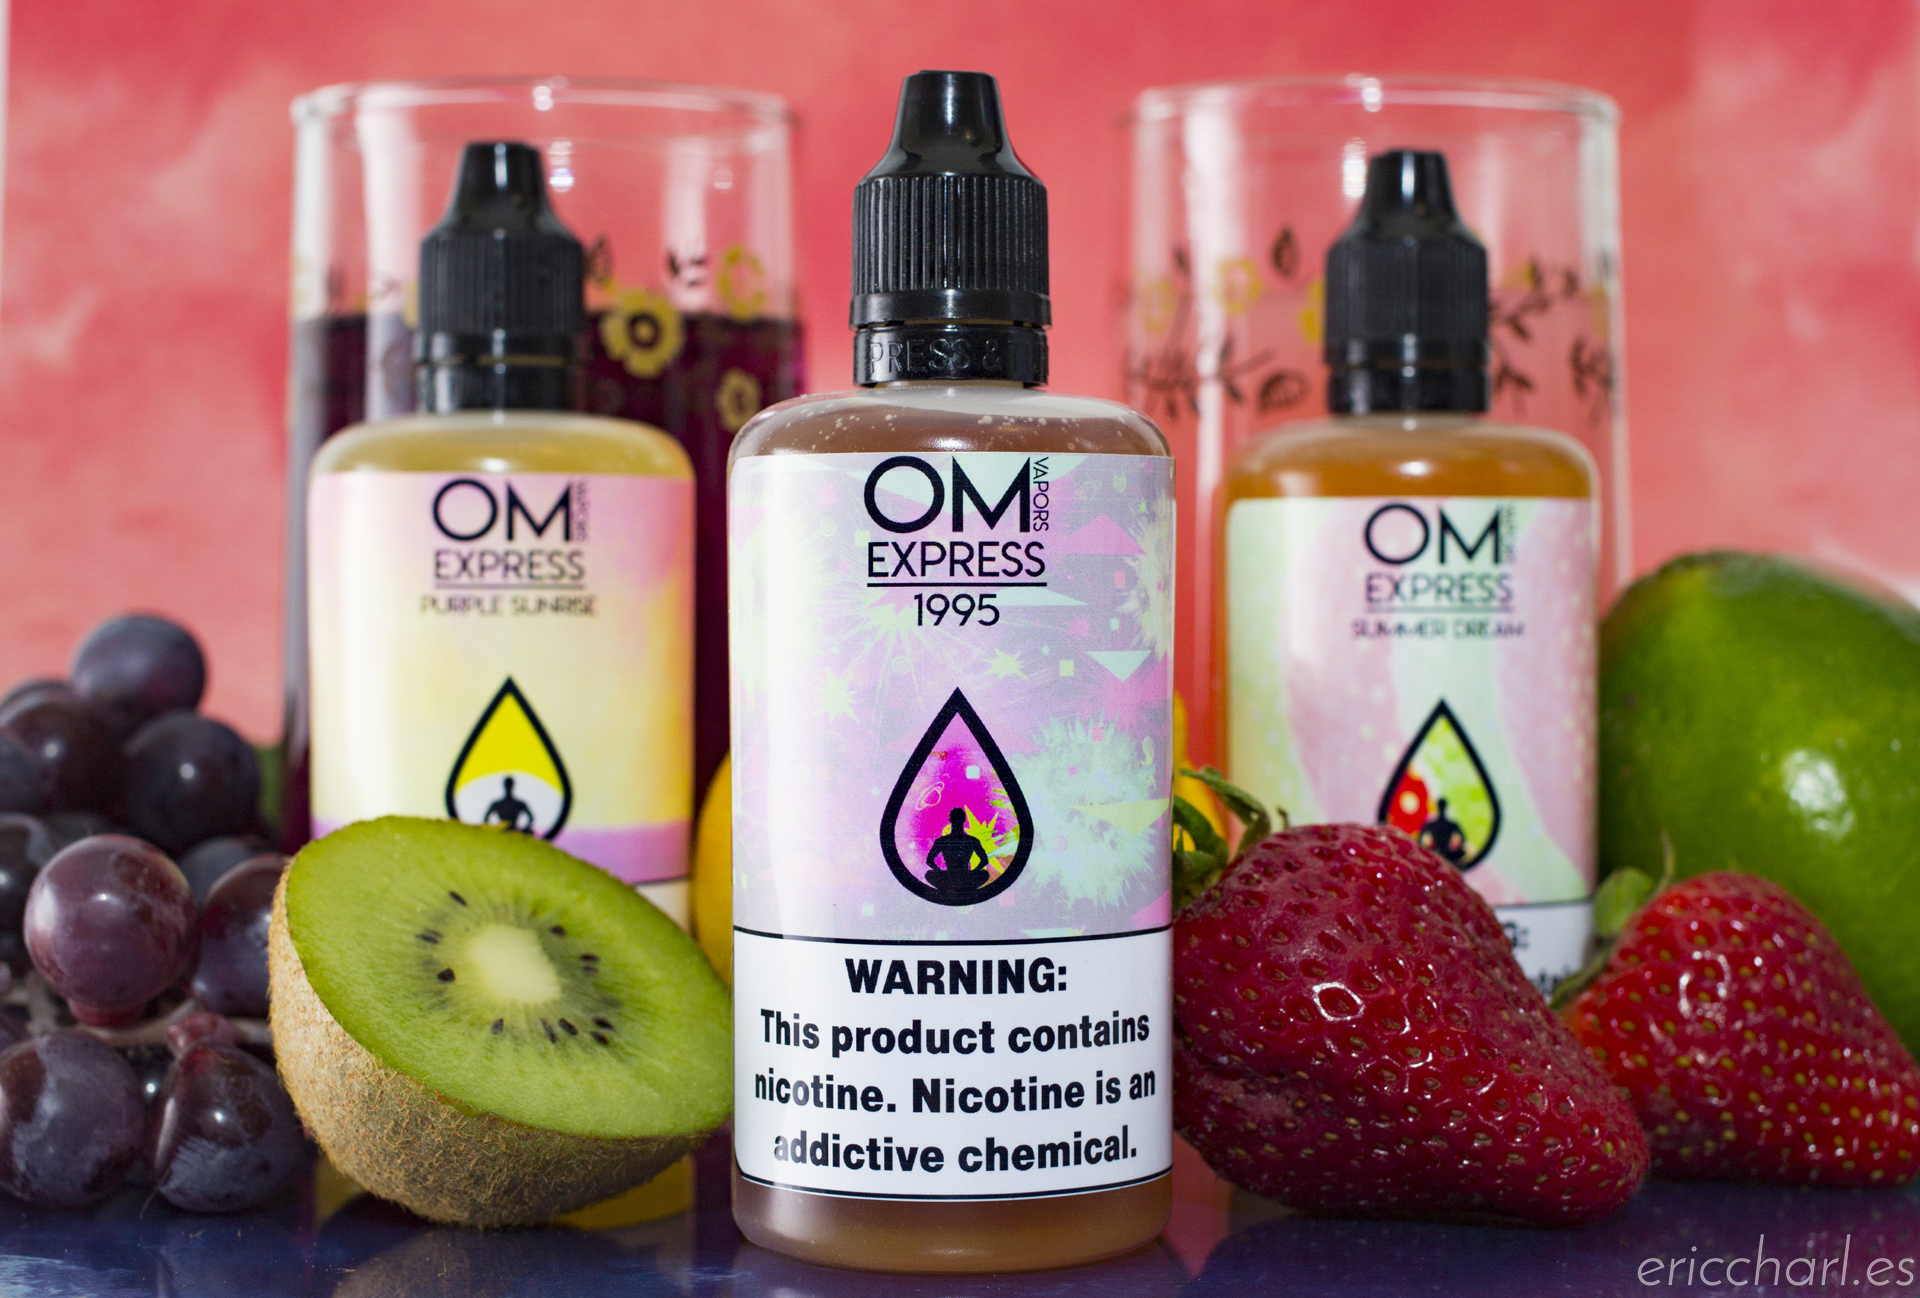 PRESS &
OM VAPORS
EXPRESS
PURPLE SUNRISE
OM VAPORS
EXPRESS
1995
WARNING:
This product contains
nicotine. Nicotine is an
addictive chemical.
OM VAPORS
EXPRESS
SUMMER DREAM
ericcharl.es